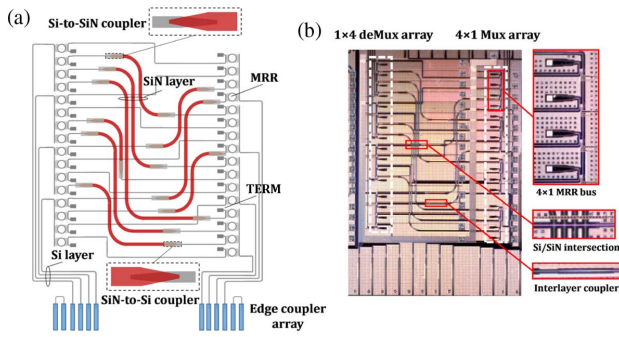 (a)
Si-to-SiN coupler
SiN layer
MRR
TERM
Si layer
SiN-to-Si coupler
Edge coupler
array
(b)
1×4 deMux array
4×1 Mux array
4×1 MRR bus
Si/SiN intersection
Interlayer coupler